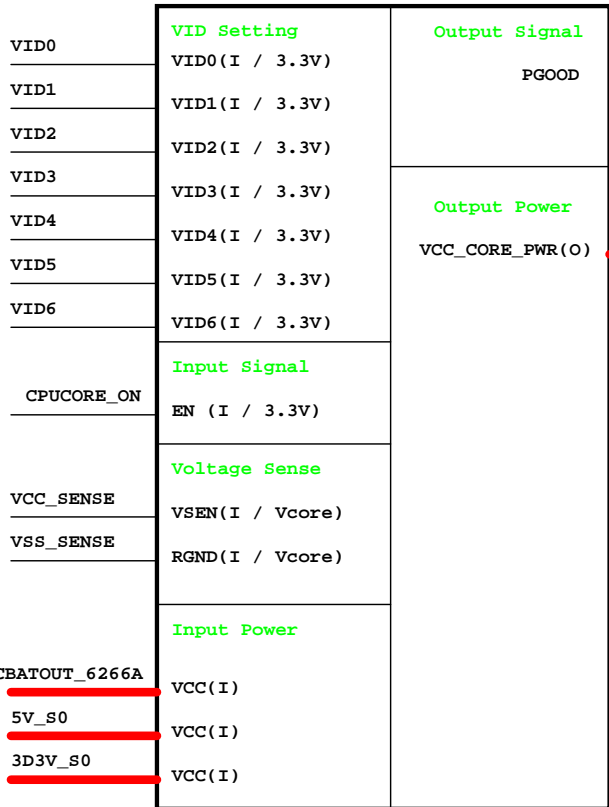 VID0
VID1
VID2
VID3
VID4
VID5
VID6
CPUCORE_ON
VCC_SENSE
VSS_SENSE
CBATOUT_6266A
5V_S0
3D3V_S0
VID Setting
VID0(I / 3.3V)
VID1(I / 3.3V)
VID2(I / 3.3V)
VID3(I / 3.3V)
VID4(I / 3.3V)
VID5(I / 3.3V)
VID6(I / 3.3V)
Input Signal
EN (I / 3.3V)
Voltage Sense
VSEN(I / Vcore)
RGND(I / Vcore)
Input Power
VCC(I)
VCC(I)
VCC(I)
Output Signal
PGOOD
Output Power
VCC_CORE_PWR(O)